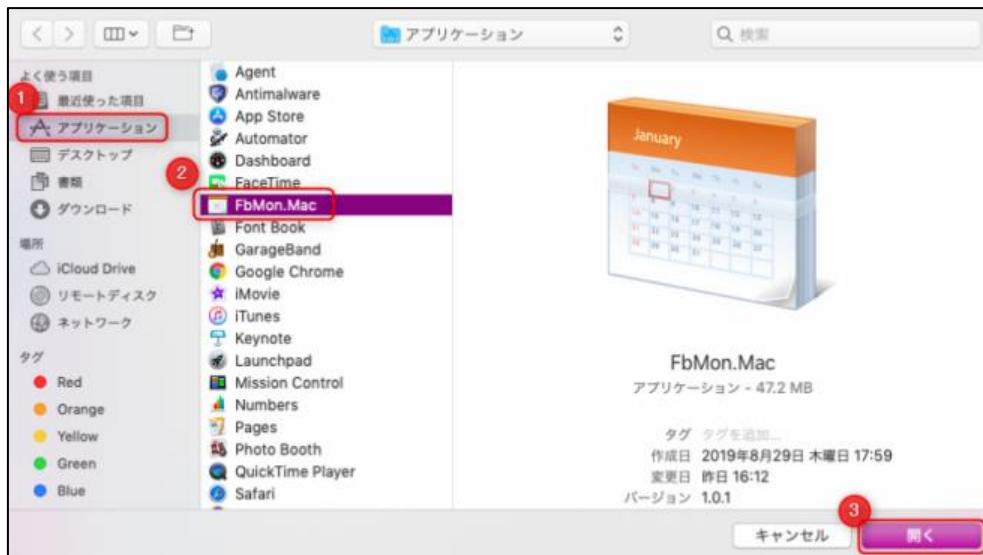 アプリケーション
検索
よく使う項目
1
最近使った項目
アプリケーション
デスクトップ
書類
ダウンロード
場所
iCloud Drive
リモートディスク
ネットワーク
タグ
Red
Orange
Yellow
Green
Blue
Agent
Antimalware
App Store
Automator
Dashboard
2
FaceTime
FbMon.Mac
Font Book
GarageBand
Google Chrome
iMovie
iTunes
Keynote
Launchpad
Mission Control
Numbers
Pages
Photo Booth
QuickTime Player
Safari
January
FbMon.Mac
アプリケーション - 47.2 MB
タグ タグを追加...
作成日 2019年8月29日 木曜日 17:59
変更日 昨日 16:12
バージョン 1.0.1
3
キャンセル
開く